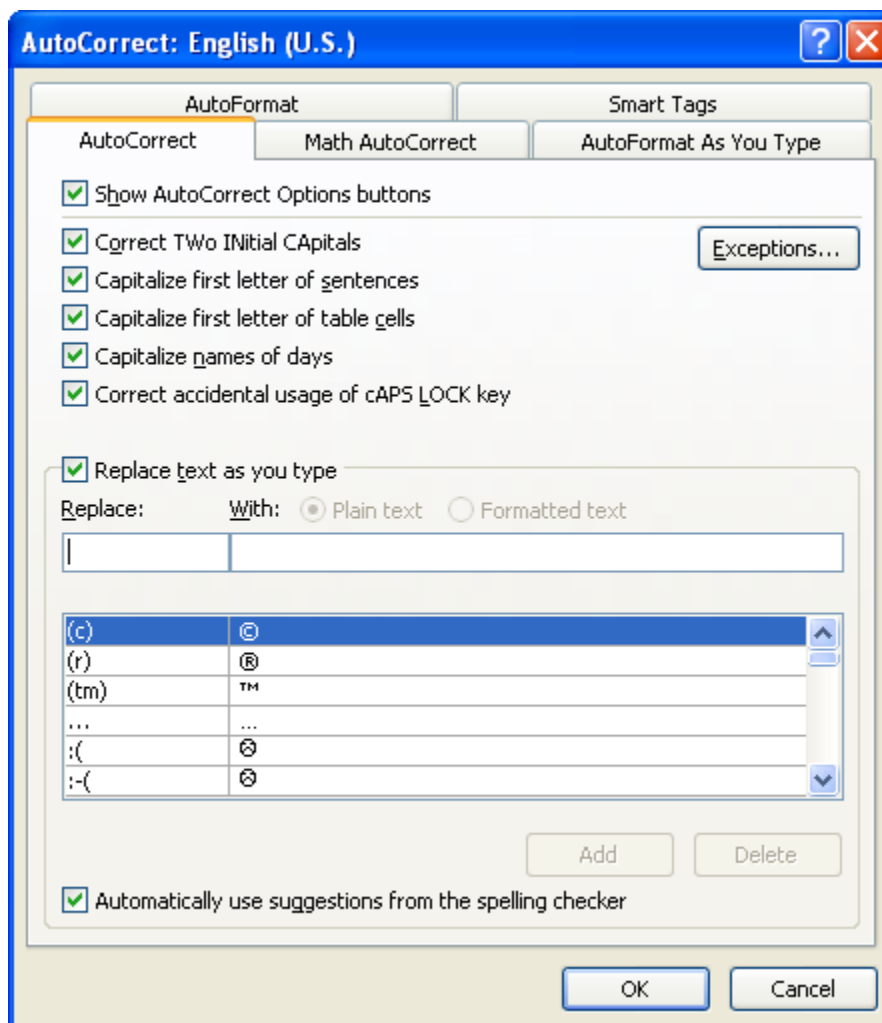 AutoCorrect: English (U.S.)
AutoFormat Smart Tags
AutoCorrect Math AutoCorrect AutoFormat As You Type
Show AutoCorrect Options buttons
Correct TWo INitial CApitals Exceptions...
Capitalize first letter of sentences
Capitalize first letter of table cells
Capitalize names of days
Correct accidental usage of cAPS LOCK key
Replace text as you type
Replace: With: Plain text Formatted text
(c) ©
(r) ®
(tm) ™
... …
:( ☹
:-( ☹
Add Delete
Automatically use suggestions from the spelling checker
OK Cancel